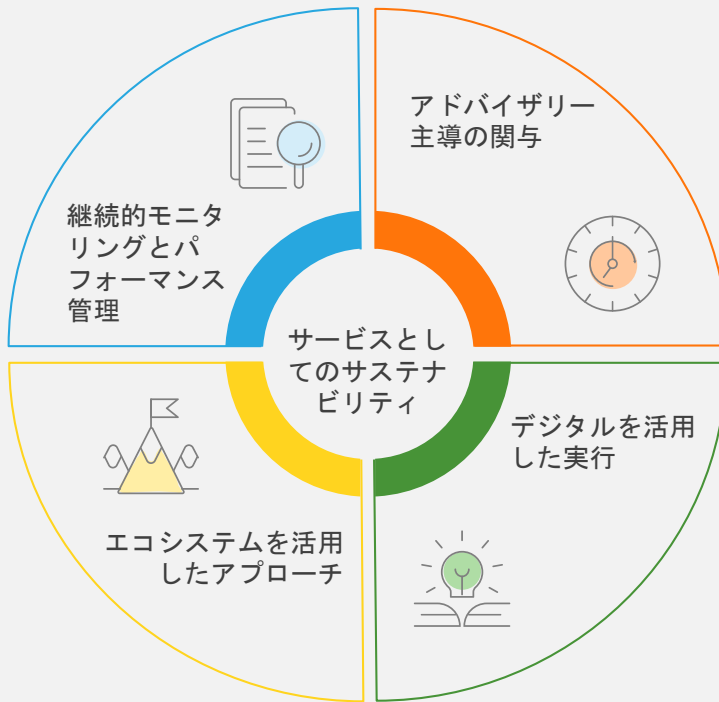 アドバイザリー
主導の関与
継続的モニタ
リングとパ
フォーマンス
管理
サービスとし
てのサステナ
ビリティ
デジタルを活用
した実行
エコシステムを活用
したアプローチ